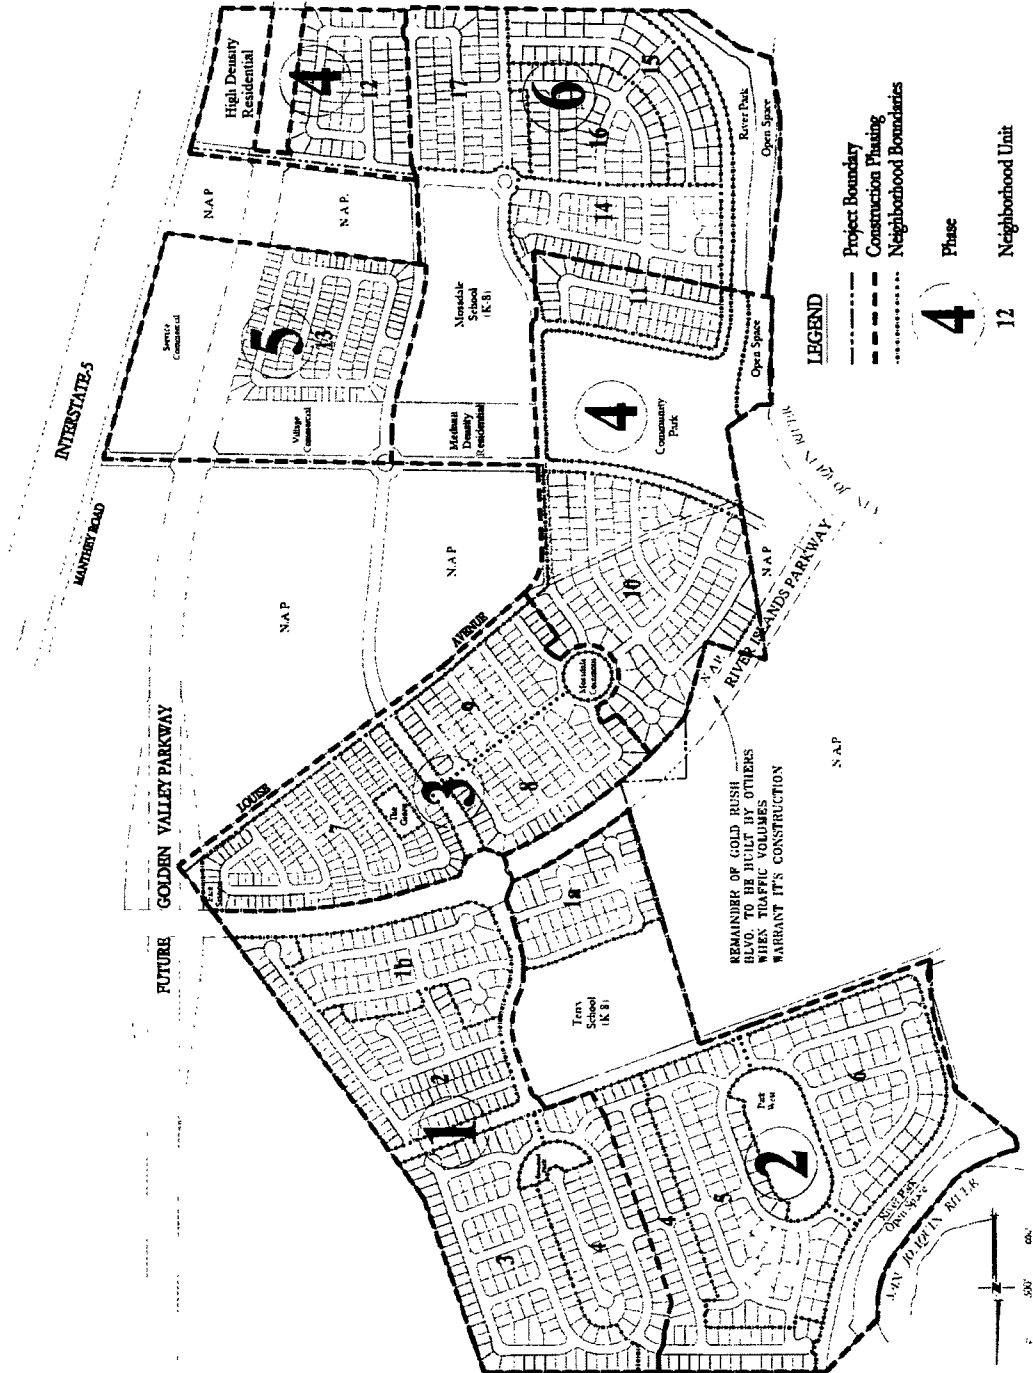 INTERSTATE-5
MANTHEY ROAD
FUTURE GOLDEN VALLEY PARKWAY
LOUISE
AVENUE
High Density
Residential
4
12
17
6
15
16
River Park
Open Space
N.A.P
N.A.P.
14
11
Service
Commercial
5
13
Village
Commercial
Mossdale
School
(K-8)
Medium
Density
Residential
4
Community
Park
Open Space
N.A.P
N.A.P
10
Mossdale
Commons
N.A.P
N.A.P.
RIVER ISLANDS PARKWAY
N.A.P
9
8
3
7
The
Green
REMAINDER OF GOLD RUSH
BLVD. TO BE BUILT BY OTHERS
WHEN TRAFFIC VOLUMES
WARRANT IT'S CONSTRUCTION
1b
1a
Terry
School
(K-8)
2
1
3
4
4
5
2
Park
West
6
River Park
Open Space
SAN JOAQUIN RIVER
LEGEND
Project Boundary
Construction Phasing
Neighborhood Boundaries
4
Phase
12
Neighborhood Unit